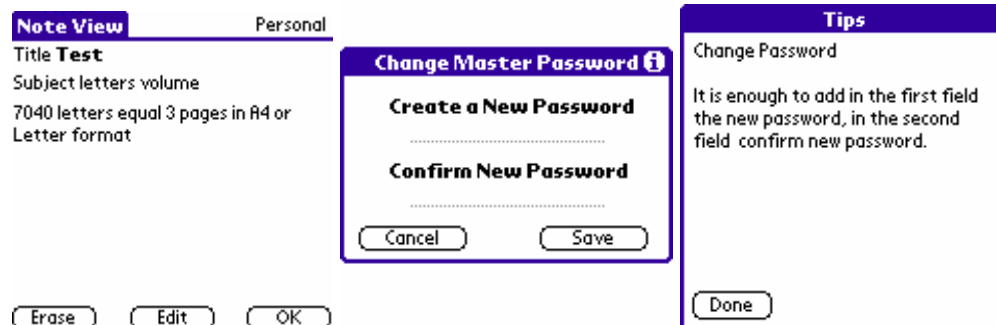 Note View
Personal
Title Test
Subject letters volume
7040 letters equal 3 pages in A4 or
Letter format
Erase
Edit
OK
Change Master Password
Create a New Password
Confirm New Password
Cancel
Save
Tips
Change Password
It is enough to add in the first field
the new password, in the second
field confirm new password.
Done